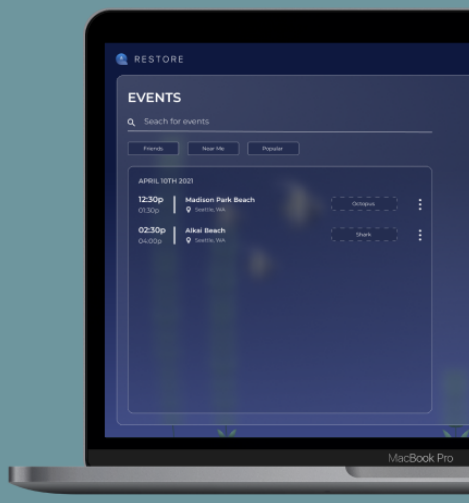 RESTORE
EVENTS
Seach for events
Friends Near Me Popular
APRIL 10TH 2021
12:30p Madison Park Beach Octopus
01:30p Seattle, WA
02:30p Alkai Beach Shark
04:00p Seattle, WA
MacBook Pro